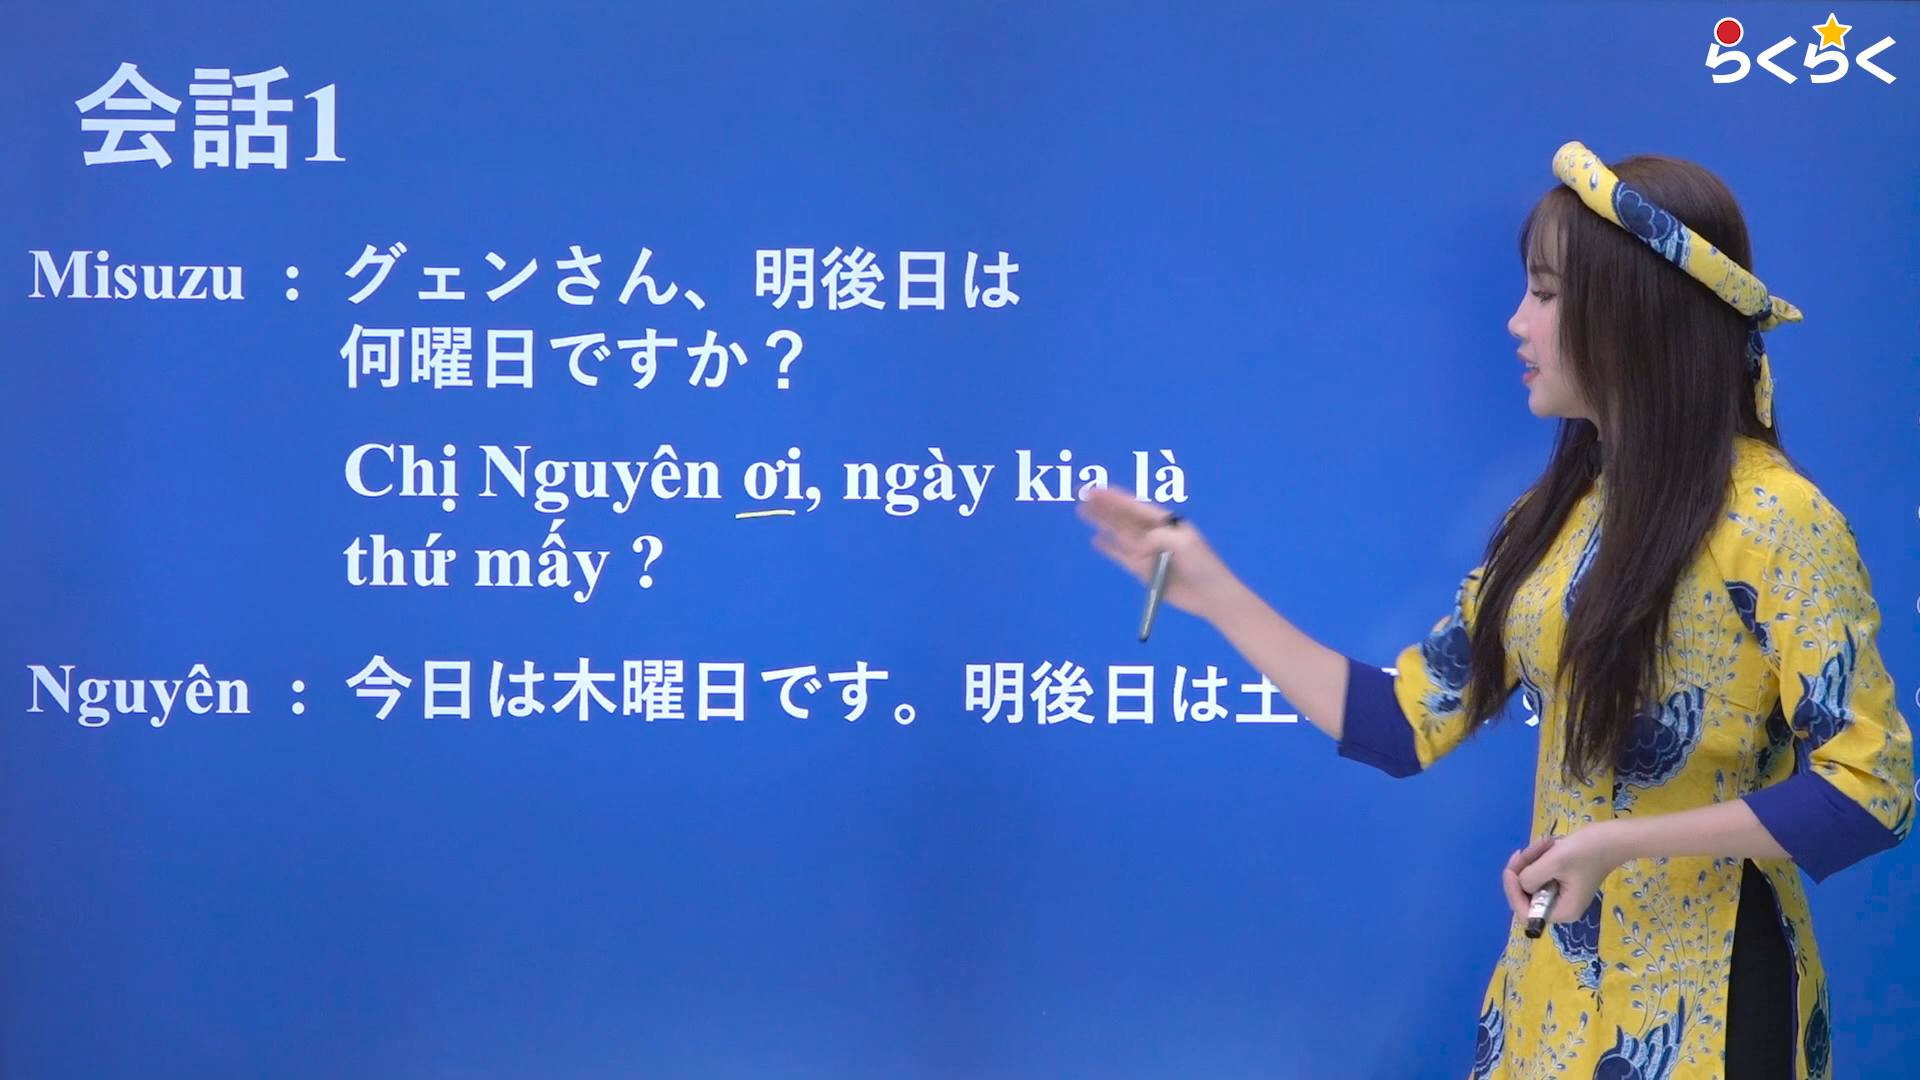 らくらく
会話1
Misuzu : グェンさん、明後日は
何曜日ですか？
Chị Nguyên ơi, ngày kia là
thứ mấy ?
Nguyên : 今日は木曜日です。明後日は土